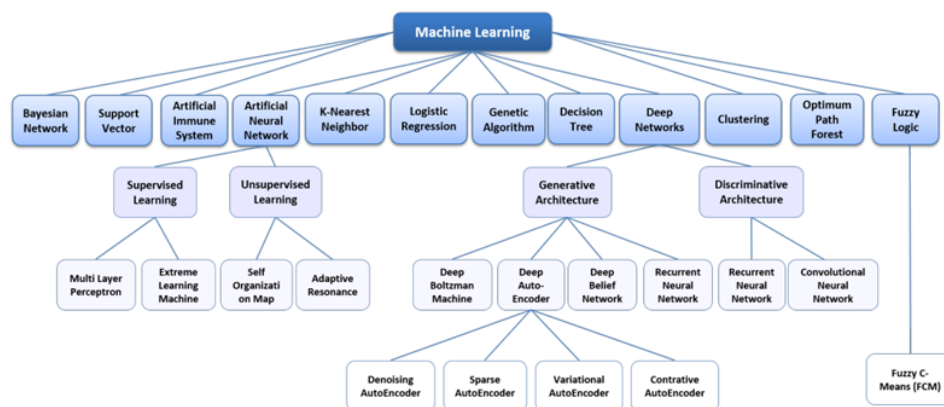 Machine Learning
Bayesian
Network
Support
Vector
Artificial
Immune
System
Artificial
Neural
Network
K-Nearest
Neighbor
Logistic
Regression
Genetic
Algorithm
Decision
Tree
Deep
Networks
Clustering
Optimum
Path
Forest
Fuzzy
Logic
Supervised
Learning
Unsupervised
Learning
Generative
Architecture
Discriminative
Architecture
Multi Layer
Perceptron
Extreme
Learning
Machine
Self
Organizati
on Map
Adaptive
Resonance
Deep
Boltzman
Machine
Deep
Auto-
Encoder
Deep
Belief
Network
Recurrent
Neural
Network
Recurrent
Neural
Network
Convolutional
Neural
Network
Denoising
AutoEncoder
Sparse
AutoEncoder
Variational
AutoEncoder
Contrative
AutoEncoder
Fuzzy C-
Means (FCM)